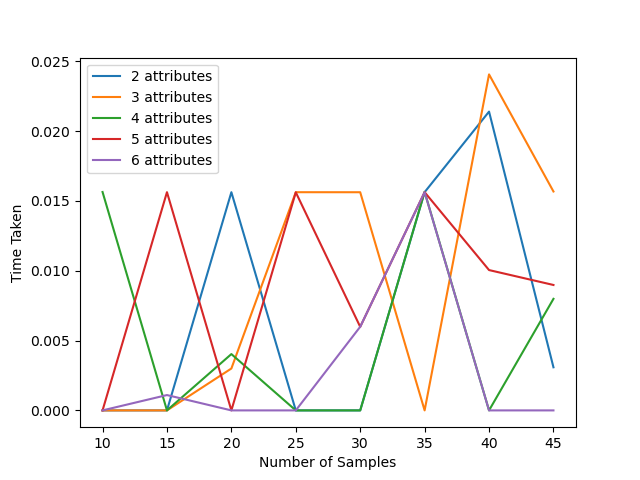 0.025
0.020
0.015
0.010
0.005
0.000
Time Taken
2 attributes
3 attributes
4 attributes
5 attributes
6 attributes
10 15 20 25 30 35 40 45
Number of Samples